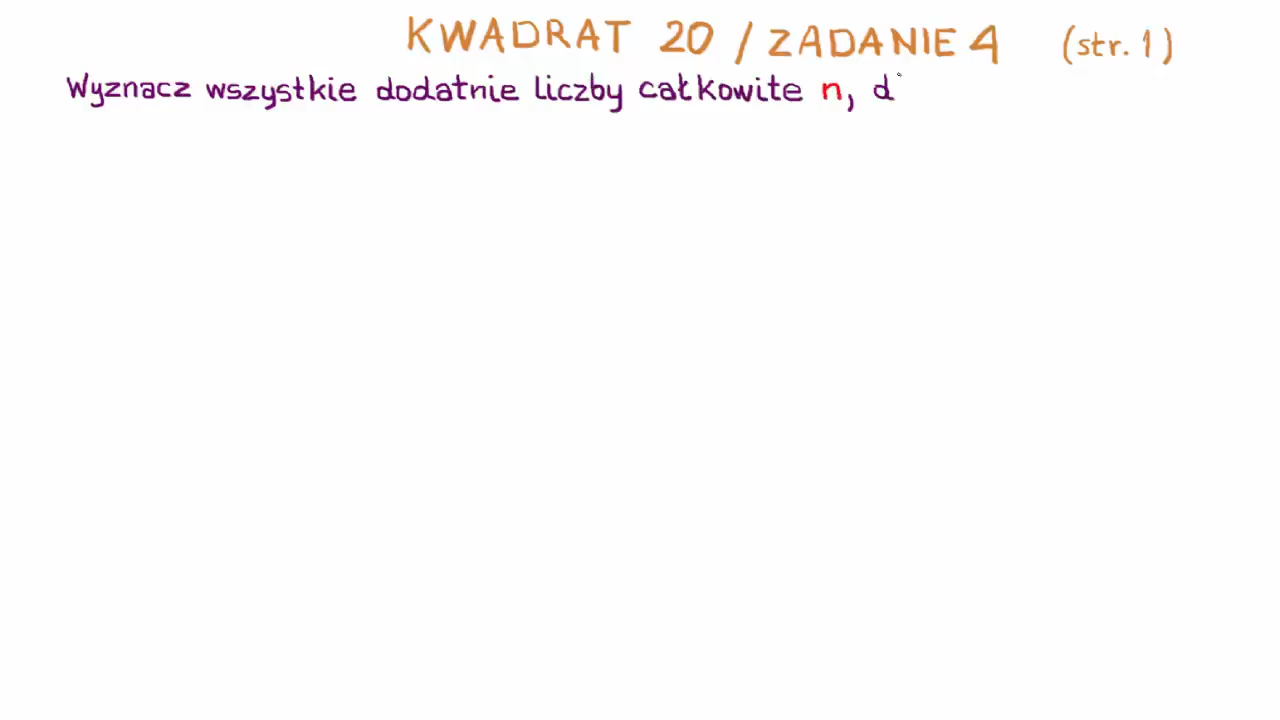 KWADRAT 20 / ZADANIE 4 (str. 1)
Wyznacz wszystkie dodatnie liczby całkowite n, d